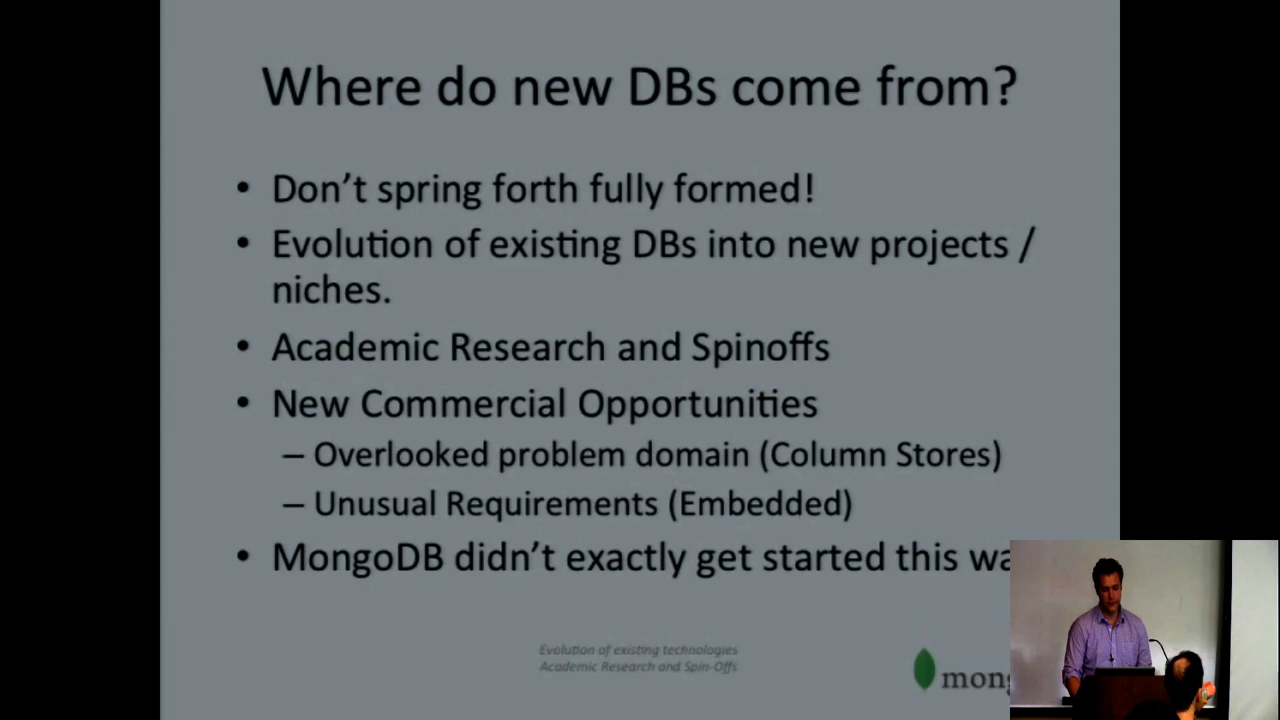 Where do new DBs come from?
• Don't spring forth fully formed!
• Evolution of existing DBs into new projects /
niches.
• Academic Research and Spinoffs
• New Commercial Opportunities
– Overlooked problem domain (Column Stores)
– Unusual Requirements (Embedded)
• MongoDB didn't exactly get started this wa
Evolution of existing technologies
Academic Research and Spin-Offs
mong